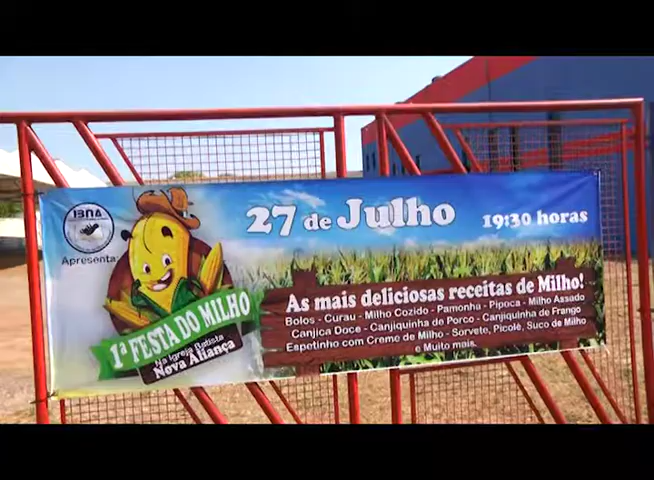 IBNA
Apresenta:
27 de Julho 19:30 horas
1ª FESTA DO MILHO
Na Igreja Batista
Nova Aliança
As mais deliciosas receitas de Milho!
Bolos - Curau - Milho Cozido - Pamonha - Pipoca - Milho Assado
Canjica Doce - Canjiquinha de Porco - Canjiquinha de Frango
Espetinho com Creme de Milho - Sorvete, Picolé, Suco de Milho
e Muito mais.